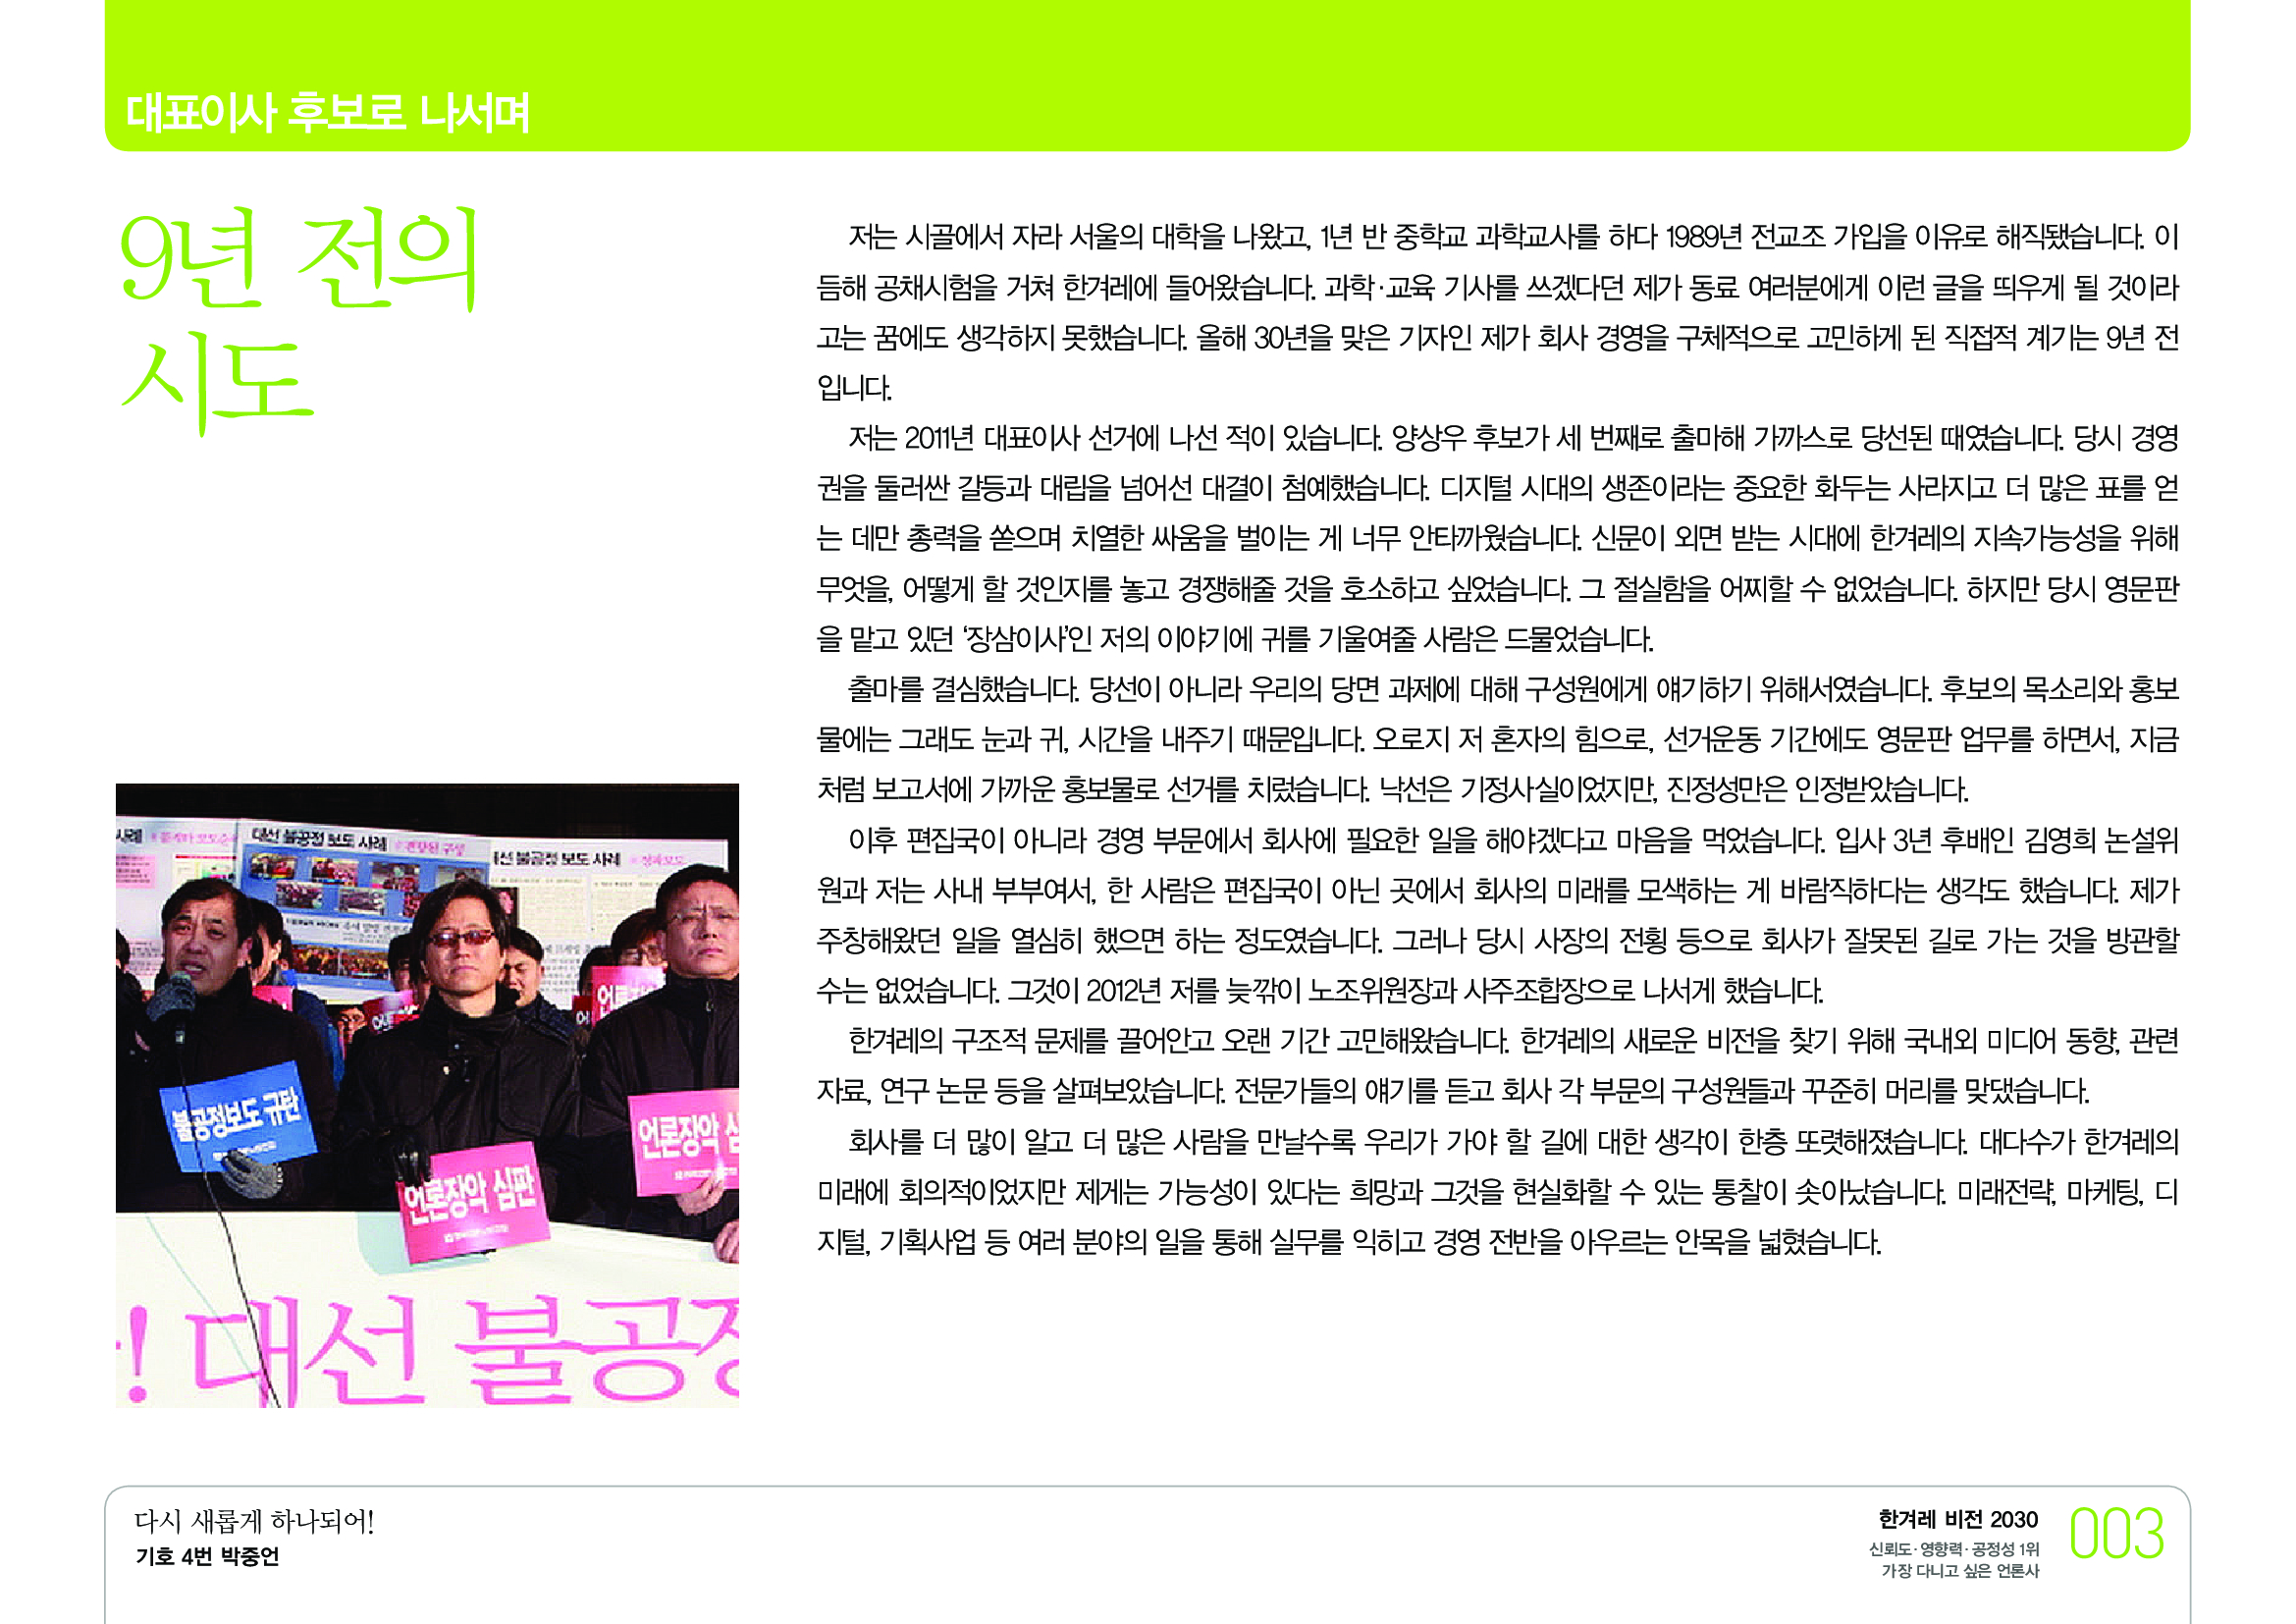 대표이사 후보로 나서며
9년 전의
시도
저는 시골에서 자라 서울의 대학을 나왔고, 1년 반 중학교 과학교사를 하다 1989년 전교조 가입을 이유로 해직됐습니다. 이
듬해 공채시험을 거쳐 한겨레에 들어왔습니다. 과학·교육 기사를 쓰겠다던 제가 동료 여러분에게 이런 글을 띄우게 될 것이라
고는 꿈에도 생각하지 못했습니다. 올해 30년을 맞은 기자인 제가 회사 경영을 구체적으로 고민하게 된 직접적 계기는 9년 전
입니다.
저는 2011년 대표이사 선거에 나선 적이 있습니다. 양상우 후보가 세 번째로 출마해 가까스로 당선된 때였습니다. 당시 경영
권을 둘러싼 갈등과 대립을 넘어선 대결이 첨예했습니다. 디지털 시대의 생존이라는 중요한 화두는 사라지고 더 많은 표를 얻
는 데만 총력을 쏟으며 치열한 싸움을 벌이는 게 너무 안타까웠습니다. 신문이 외면 받는 시대에 한겨레의 지속가능성을 위해
무엇을, 어떻게 할 것인지를 놓고 경쟁해줄 것을 호소하고 싶었습니다. 그 절실함을 어찌할 수 없었습니다. 하지만 당시 영문판
을 맡고 있던 ‘장삼이사’인 저의 이야기에 귀를 기울여줄 사람은 드물었습니다.
출마를 결심했습니다. 당선이 아니라 우리의 당면 과제에 대해 구성원에게 얘기하기 위해서였습니다. 후보의 목소리와 홍보
물에는 그래도 눈과 귀, 시간을 내주기 때문입니다. 오로지 저 혼자의 힘으로, 선거운동 기간에도 영문판 업무를 하면서, 지금
처럼 보고서에 가까운 홍보물로 선거를 치렀습니다. 낙선은 기정사실이었지만, 진정성만은 인정받았습니다.
이후 편집국이 아니라 경영 부문에서 회사에 필요한 일을 해야겠다고 마음을 먹었습니다. 입사 3년 후배인 김영희 논설위
원과 저는 사내 부부여서, 한 사람은 편집국이 아닌 곳에서 회사의 미래를 모색하는 게 바람직하다는 생각도 했습니다. 제가
주창해왔던 일을 열심히 했으면 하는 정도였습니다. 그러나 당시 사장의 전횡 등으로 회사가 잘못된 길로 가는 것을 방관할
수는 없었습니다. 그것이 2012년 저를 늦깎이 노조위원장과 사주조합장으로 나서게 했습니다.
한겨레의 구조적 문제를 끌어안고 오랜 기간 고민해왔습니다. 한겨레의 새로운 비전을 찾기 위해 국내외 미디어 동향, 관련
자료, 연구 논문 등을 살펴보았습니다. 전문가들의 얘기를 듣고 회사 각 부문의 구성원들과 꾸준히 머리를 맞댔습니다.
회사를 더 많이 알고 더 많은 사람을 만날수록 우리가 가야 할 길에 대한 생각이 한층 또렷해졌습니다. 대다수가 한겨레의
미래에 회의적이었지만 제게는 가능성이 있다는 희망과 그것을 현실화할 수 있는 통찰이 솟아났습니다. 미래전략, 마케팅, 디
지털, 기획사업 등 여러 분야의 일을 통해 실무를 익히고 경영 전반을 아우르는 안목을 넓혔습니다.
대선 불공정 보도 사례
대선 불공정 보도 사례
불공정보도 규탄
언론장악 심판
언론장악
! 대선 불공정
다시 새롭게 하나되어!
기호 4번 박중언
한겨레 비전 2030
신뢰도·영향력·공정성 1위
가장 다니고 싶은 언론사
003